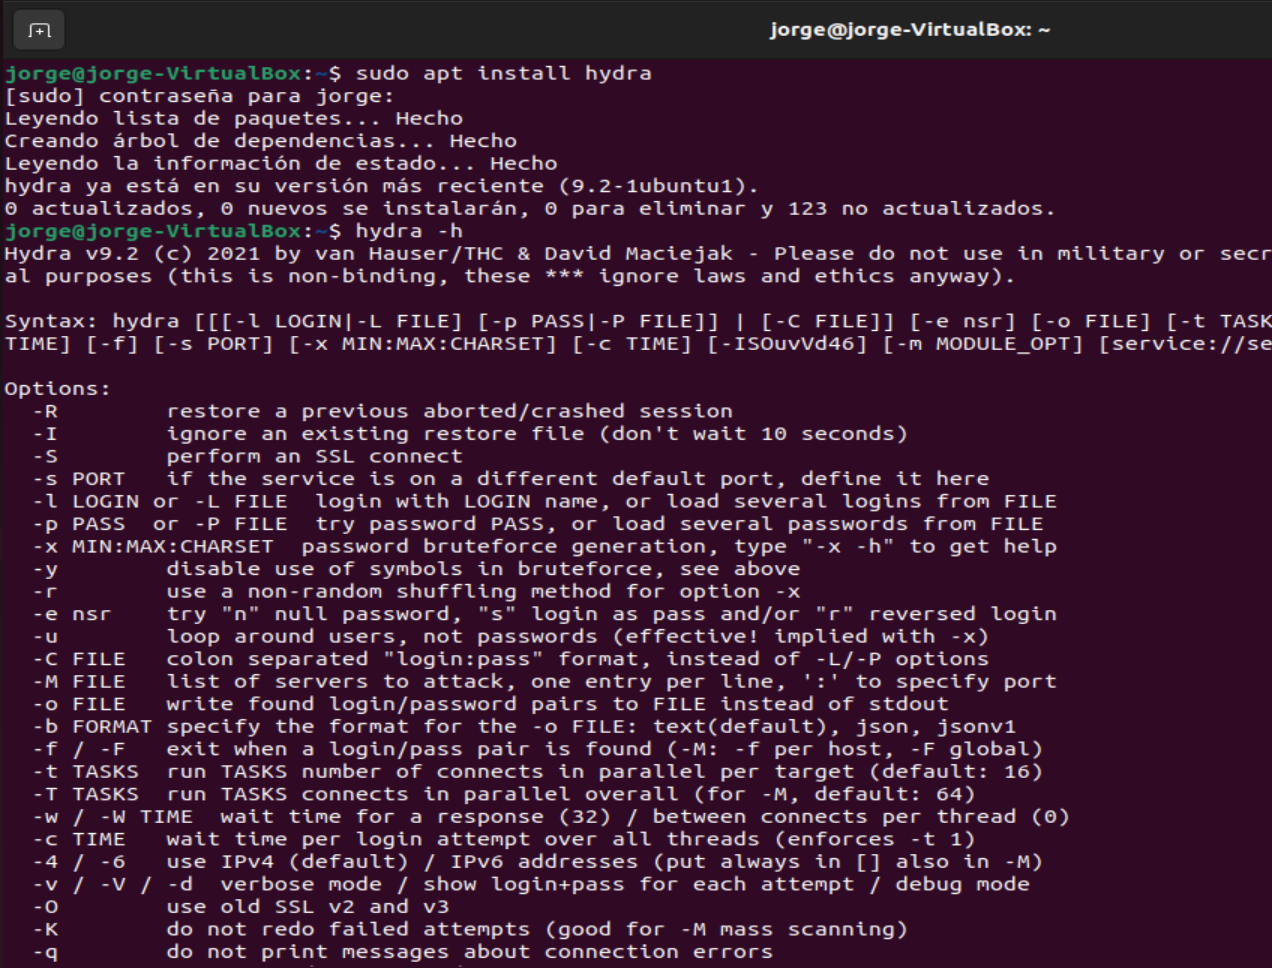 jorge@jorge-VirtualBox: ~
jorge@jorge-VirtualBox:~$ sudo apt install hydra
[sudo] contraseña para jorge:
Leyendo lista de paquetes... Hecho
Creando árbol de dependencias... Hecho
Leyendo la información de estado... Hecho
hydra ya está en su versión más reciente (9.2-1ubuntu1).
0 actualizados, 0 nuevos se instalarán, 0 para eliminar y 123 no actualizados.
jorge@jorge-VirtualBox:~$ hydra -h
Hydra v9.2 (c) 2021 by van Hauser/THC & David Maciejak - Please do not use in military or secr
al purposes (this is non-binding, these *** ignore laws and ethics anyway).
Syntax: hydra [[[-l LOGIN|-L FILE] [-p PASS|-P FILE]] | [-C FILE]] [-e nsr] [-o FILE] [-t TASK
TIME] [-f] [-s PORT] [-x MIN:MAX:CHARSET] [-c TIME] [-ISOuvVd46] [-m MODULE_OPT] [service://se
Options:
  -R        restore a previous aborted/crashed session
  -I        ignore an existing restore file (don't wait 10 seconds)
  -S        perform an SSL connect
  -s PORT   if the service is on a different default port, define it here
  -l LOGIN or -L FILE  login with LOGIN name, or load several logins from FILE
  -p PASS  or -P FILE  try password PASS, or load several passwords from FILE
  -x MIN:MAX:CHARSET  password bruteforce generation, type "-x -h" to get help
  -y        disable use of symbols in bruteforce, see above
  -r        use a non-random shuffling method for option -x
  -e nsr    try "n" null password, "s" login as pass and/or "r" reversed login
  -u        loop around users, not passwords (effective! implied with -x)
  -C FILE   colon separated "login:pass" format, instead of -L/-P options
  -M FILE   list of servers to attack, one entry per line, ':' to specify port
  -o FILE   write found login/password pairs to FILE instead of stdout
  -b FORMAT specify the format for the -o FILE: text(default), json, jsonv1
  -f / -F   exit when a login/pass pair is found (-M: -f per host, -F global)
  -t TASKS  run TASKS number of connects in parallel per target (default: 16)
  -T TASKS  run TASKS connects in parallel overall (for -M, default: 64)
  -w / -W TIME  wait time for a response (32) / between connects per thread (0)
  -c TIME   wait time per login attempt over all threads (enforces -t 1)
  -4 / -6   use IPv4 (default) / IPv6 addresses (put always in [] also in -M)
  -v / -V / -d  verbose mode / show login+pass for each attempt / debug mode
  -O        use old SSL v2 and v3
  -K        do not redo failed attempts (good for -M mass scanning)
  -q        do not print messages about connection errors